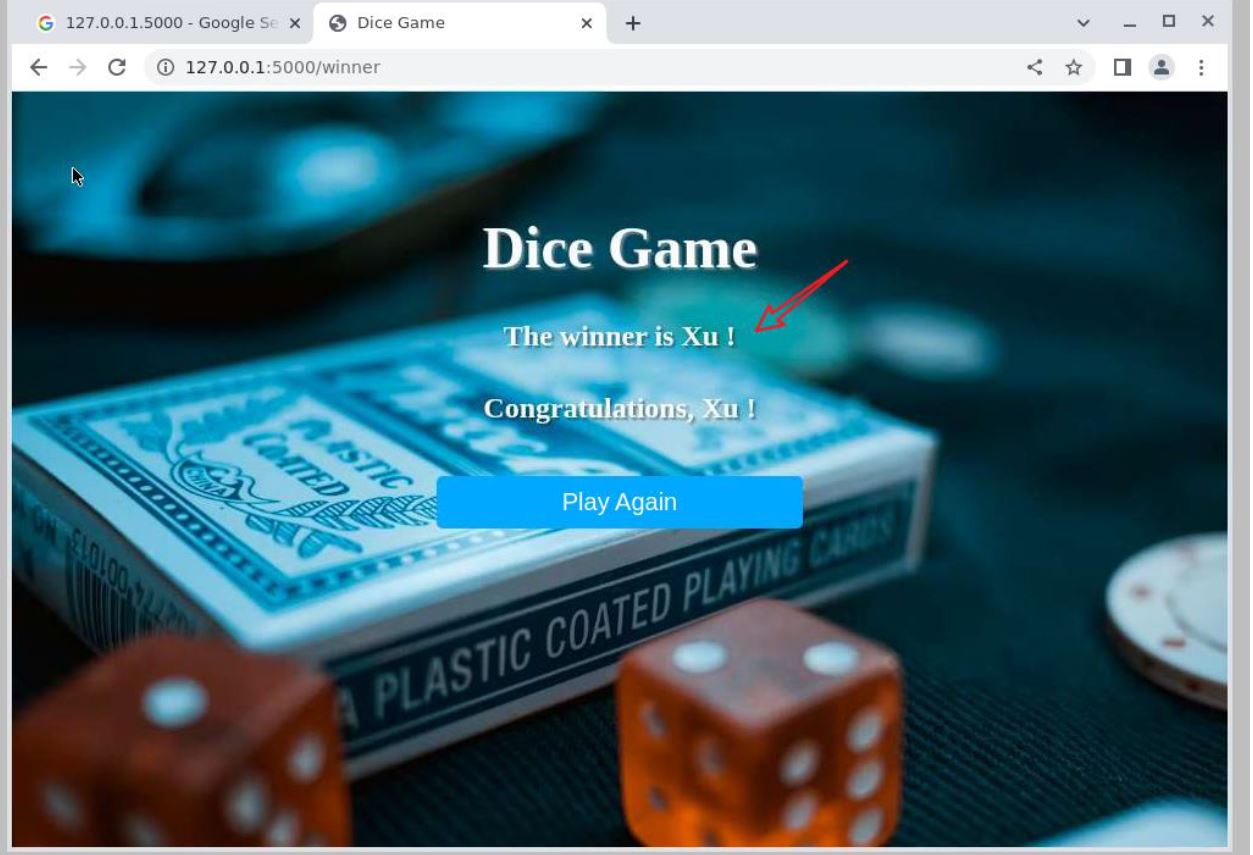 127.0.0.1.5000 - Google Se
Dice Game
127.0.0.1:5000/winner
Dice Game
The winner is Xu !
Congratulations, Xu !
Play Again
PLASTIC
COATED
CHINA
A PLASTIC COATED PLAYING CARDS